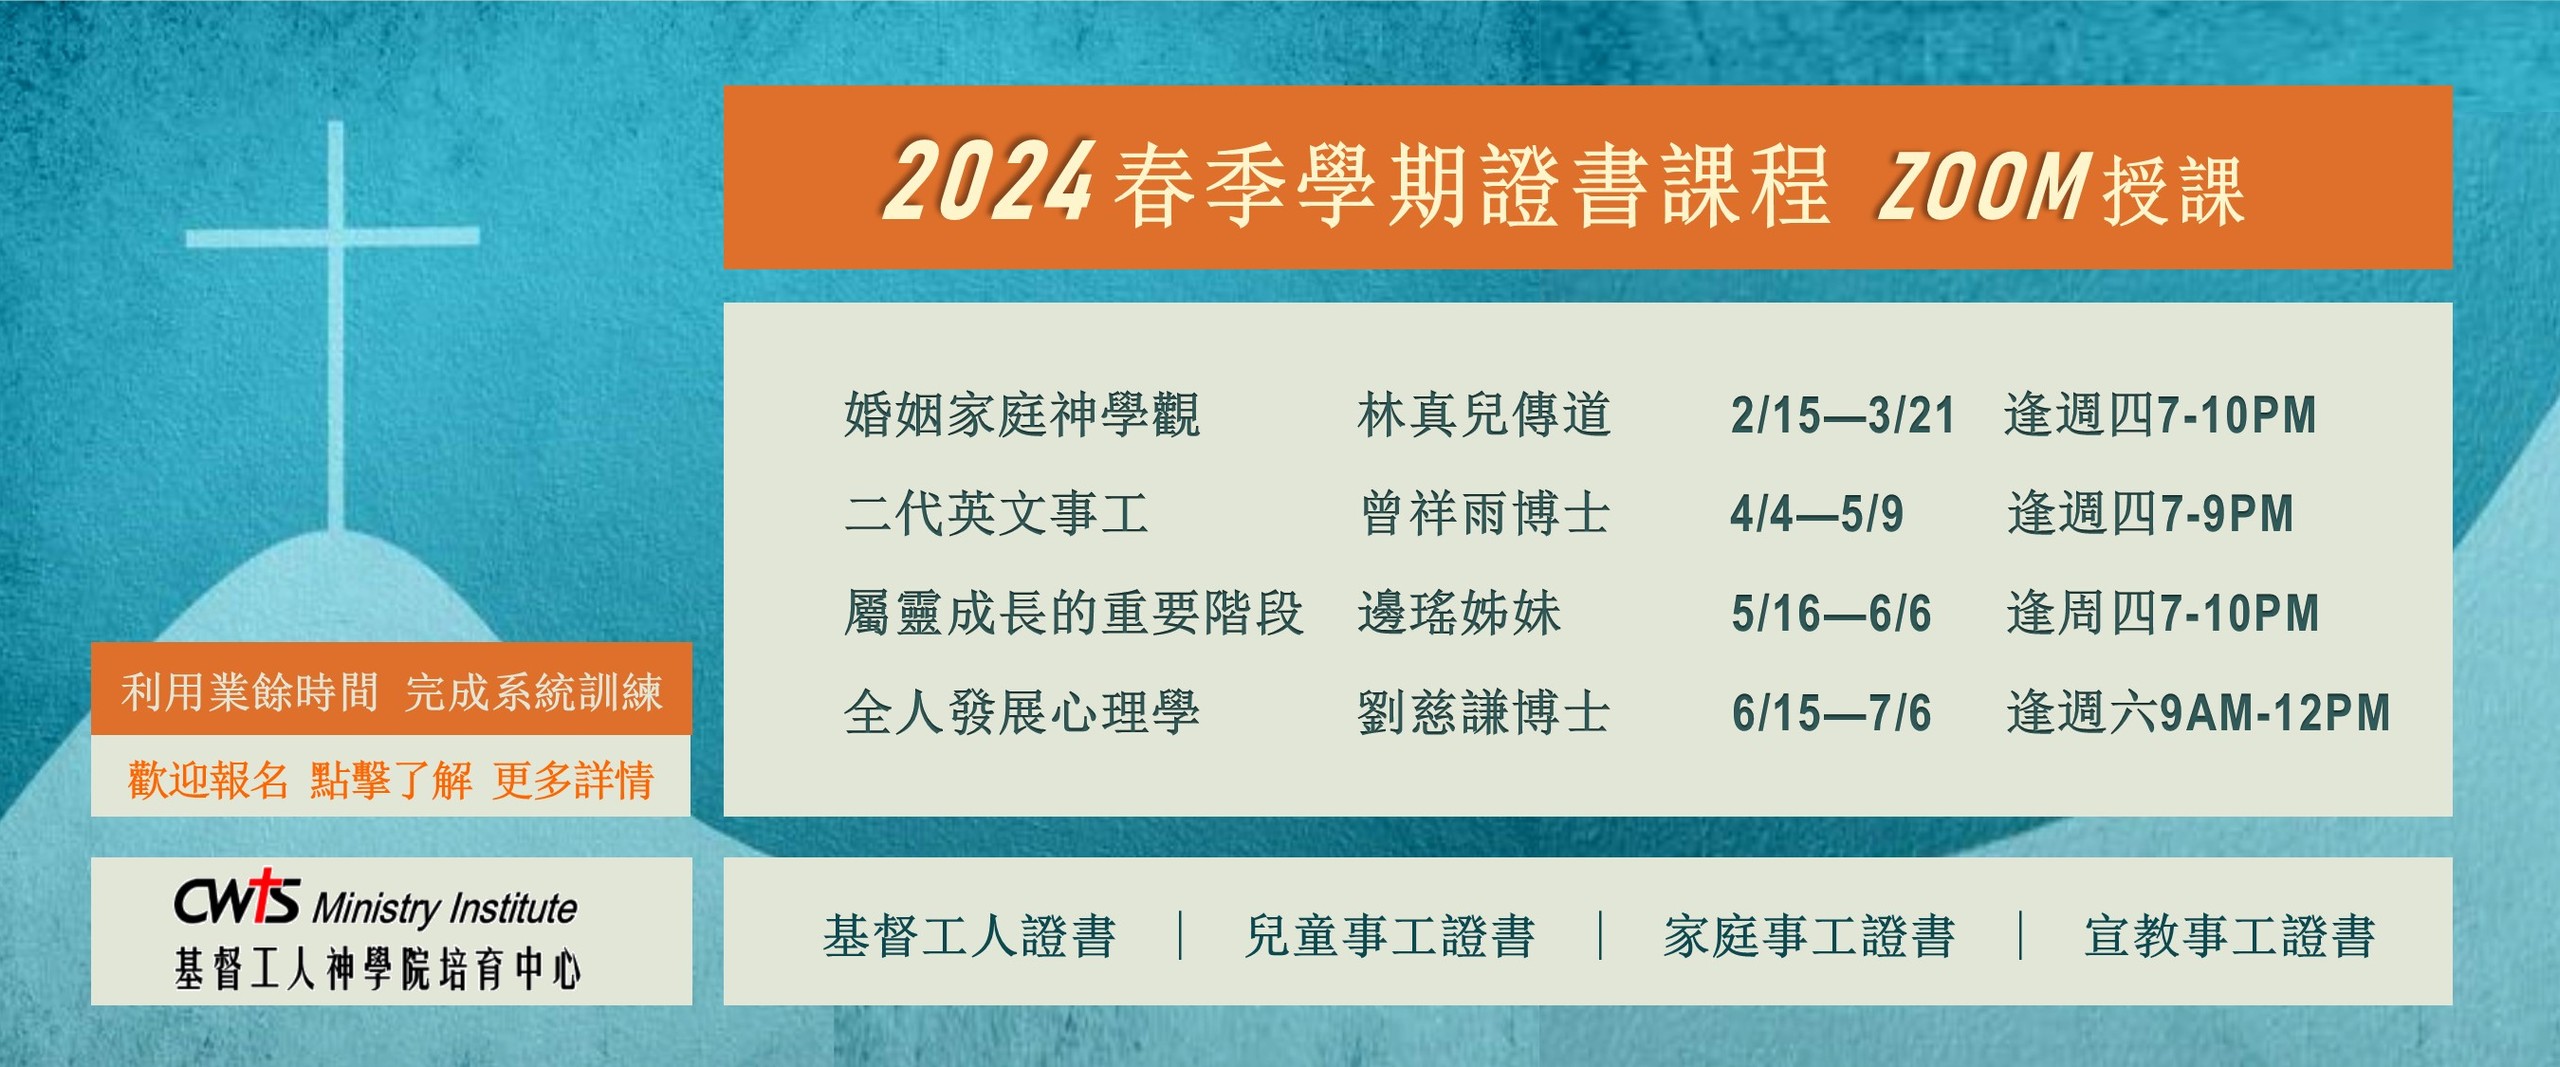 2024春季學期證書課程 ZOOM授課
婚姻家庭神學觀 林真兒傳道 2/15—3/21 逢週四7-10PM
二代英文事工 曾祥雨博士 4/4—5/9 逢週四7-9PM
屬靈成長的重要階段 邊瑤姊妹 5/16—6/6 逢周四7-10PM
全人發展心理學 劉慈謙博士 6/15—7/6 逢週六9AM-12PM
利用業餘時間 完成系統訓練
歡迎報名 點擊了解 更多詳情
CWTS Ministry Institute
基督工人神學院培育中心
基督工人證書 | 兒童事工證書 | 家庭事工證書 | 宣教事工證書